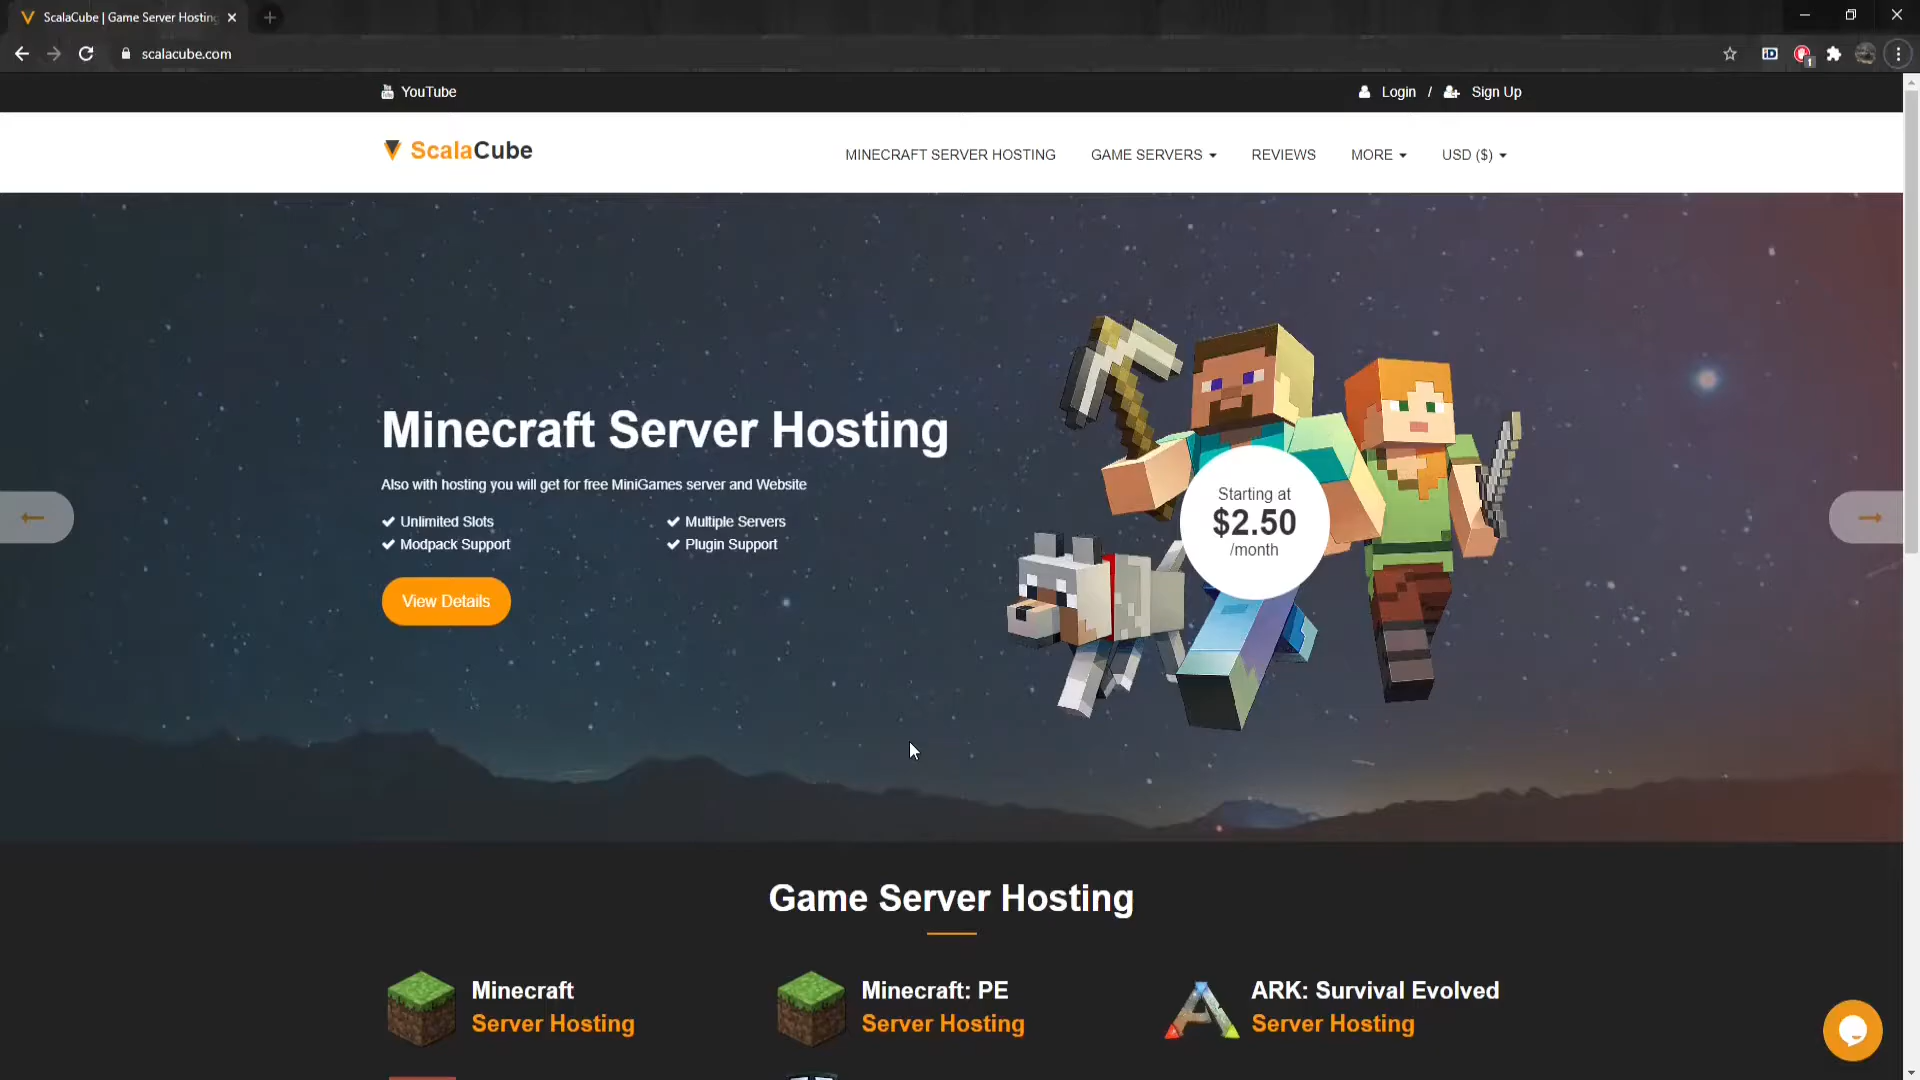 ScalaCube | Game Server Hosting
scalacube.com
1
YouTube
Login / Sign Up
ScalaCube
MINECRAFT SERVER HOSTING GAME SERVERS REVIEWS MORE USD ($)
Minecraft Server Hosting
Also with hosting you will get for free MiniGames server and Website
Unlimited Slots
Multiple Servers
Modpack Support
Plugin Support
View Details
Starting at
$2.50
/month
Game Server Hosting
Minecraft
Server Hosting
Minecraft: PE
Server Hosting
ARK: Survival Evolved
Server Hosting